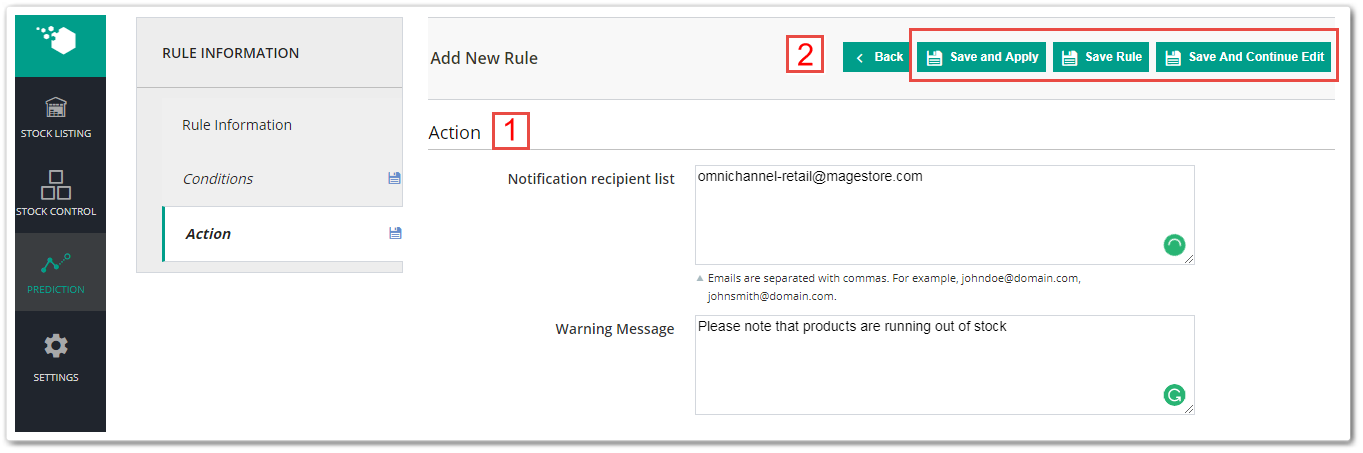 STOCK LISTING
STOCK CONTROL
PREDICTION
SETTINGS
RULE INFORMATION
Rule Information
Conditions
Action
Add New Rule
2
Back
Save and Apply
Save Rule
Save And Continue Edit
Action
1
Notification recipient list
omnichannel-retail@magestore.com
Emails are separated with commas. For example, johndoe@domain.com,
johnsmith@domain.com.
Warning Message
Please note that products are running out of stock